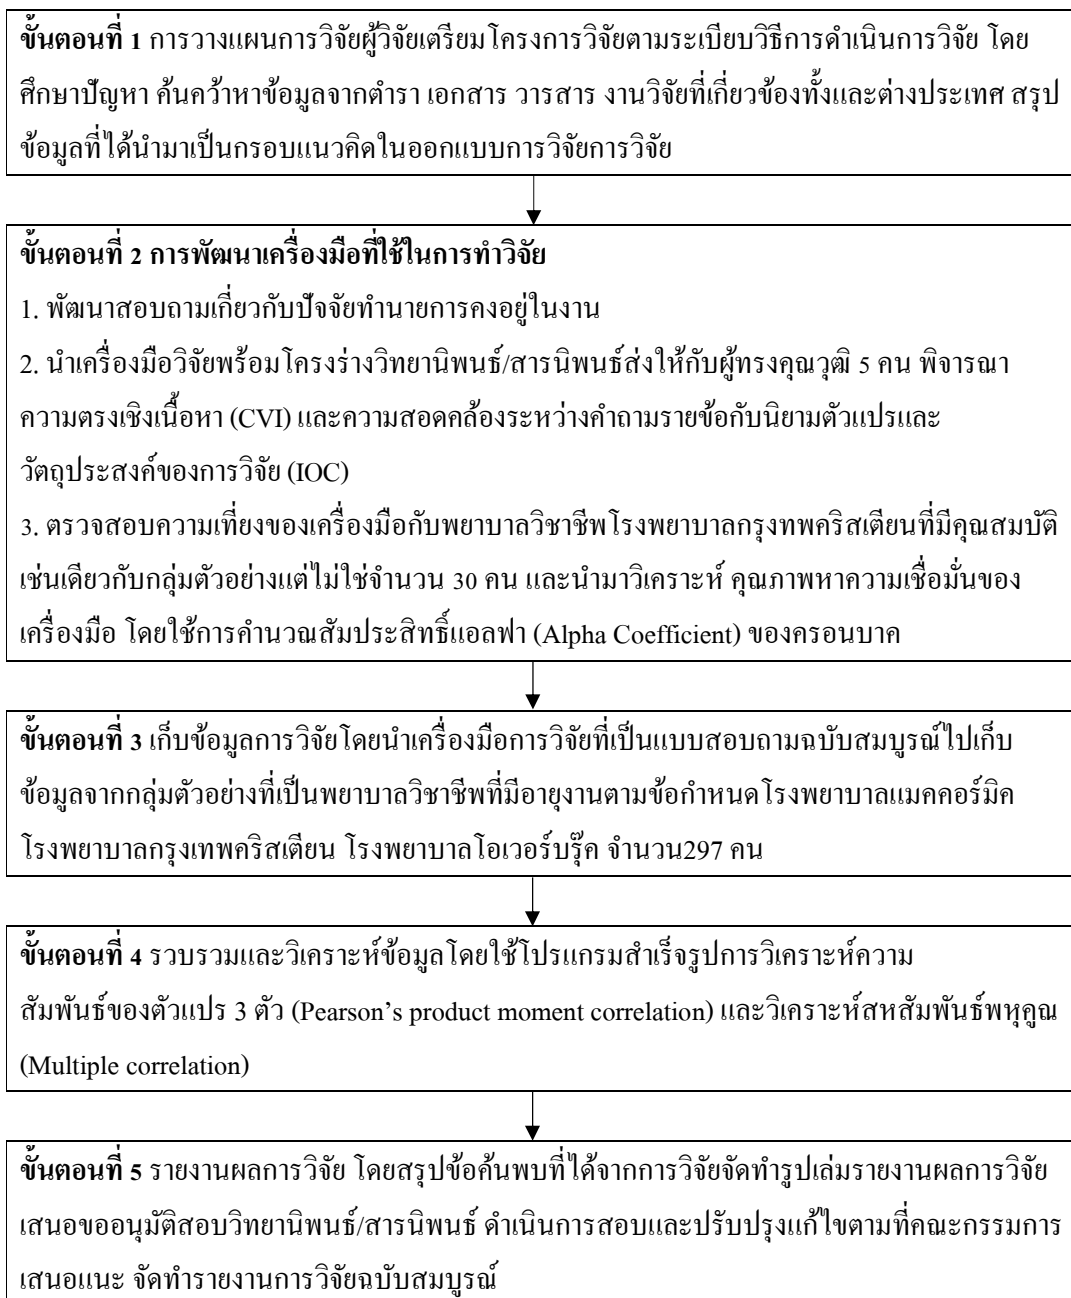 ขั้นตอนที่ 1 การวางแผนการวิจัยผู้วิจัยเตรียมโครงการวิจัยตามระเบียบวิธีการดำเนินการวิจัย โดย
ศึกษาปัญหา ค้นคว้าหาข้อมูลจากตำรา เอกสาร วารสาร งานวิจัยที่เกี่ยวข้องทั้งและต่างประเทศ สรุป
ข้อมูลที่ได้นำมาเป็นกรอบแนวคิดในออกแบบการวิจัยการวิจัย
ขั้นตอนที่ 2 การพัฒนาเครื่องมือที่ใช้ในการทำวิจัย
1. พัฒนาสอบถามเกี่ยวกับปัจจัยทำนายการคงอยู่ในงาน
2. นำเครื่องมือวิจัยพร้อมโครงร่างวิทยานิพนธ์/สารนิพนธ์ส่งให้กับผู้ทรงคุณวุฒิ 5 คน พิจารณา
ความตรงเชิงเนื้อหา (CVI) และความสอดคล้องระหว่างคำถามรายข้อกับนิยามตัวแปรและ
วัตถุประสงค์ของการวิจัย (IOC)
3. ตรวจสอบความเที่ยงของเครื่องมือกับพยาบาลวิชาชีพโรงพยาบาลกรุงทพคริสเตียนที่มีคุณสมบัติ
เช่นเดียวกับกลุ่มตัวอย่างแต่ไม่ใช่จำนวน 30 คน และนำมาวิเคราะห์ คุณภาพหาความเชื่อมั่นของ
เครื่องมือ โดยใช้การคำนวณสัมประสิทธิ์แอลฟา (Alpha Coefficient) ของครอนบาค
ขั้นตอนที่ 3 เก็บข้อมูลการวิจัยโดยนำเครื่องมือการวิจัยที่เป็นแบบสอบถามฉบับสมบูรณ์ไปเก็บ
ข้อมูลจากกลุ่มตัวอย่างที่เป็นพยาบาลวิชาชีพที่มีอายุงานตามข้อกำหนดโรงพยาบาลแมคคอร์มิค
โรงพยาบาลกรุงเทพคริสเตียน โรงพยาบาลโอเวอร์บรุ๊ค จำนวน297 คน
ขั้นตอนที่ 4 รวบรวมและวิเคราะห์ข้อมูลโดยใช้โปรแกรมสำเร็จรูปการวิเคราะห์ความ
สัมพันธ์ของตัวแปร 3 ตัว (Pearson’s product moment correlation) และวิเคราะห์สหสัมพันธ์พหุคูณ
(Multiple correlation)
ขั้นตอนที่ 5 รายงานผลการวิจัย โดยสรุปข้อค้นพบที่ได้จากการวิจัยจัดทำรูปเล่มรายงานผลการวิจัย
เสนอขออนุมัติสอบวิทยานิพนธ์/สารนิพนธ์ ดำเนินการสอบและปรับปรุงแก้ไขตามที่คณะกรรมการ
เสนอแนะ จัดทำรายงานการวิจัยฉบับสมบูรณ์